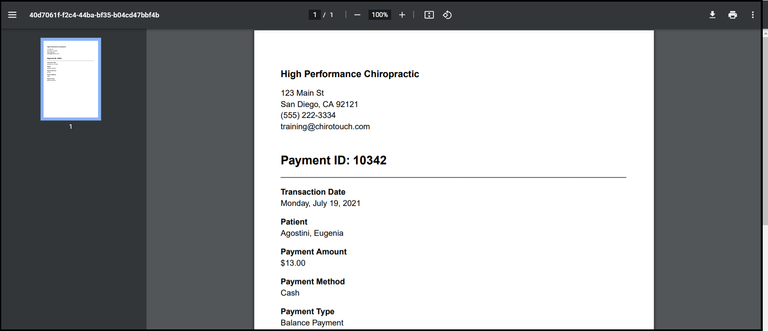 40d7061f-f2c4-44ba-bf35-b04cd47bbf4b
1 / 1
100%
1
High Performance Chiropractic
123 Main St
San Diego, CA 92121
(555) 222-3334
training@chirotouch.com
Payment ID: 10342
Transaction Date
Monday, July 19, 2021
Patient
Agostini, Eugenia
Payment Amount
$13.00
Payment Method
Cash
Payment Type
Balance Payment